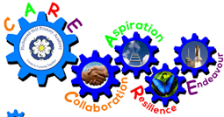 CARE
Aspiration
Endeavour
Collaboration
Resilience
C A R E